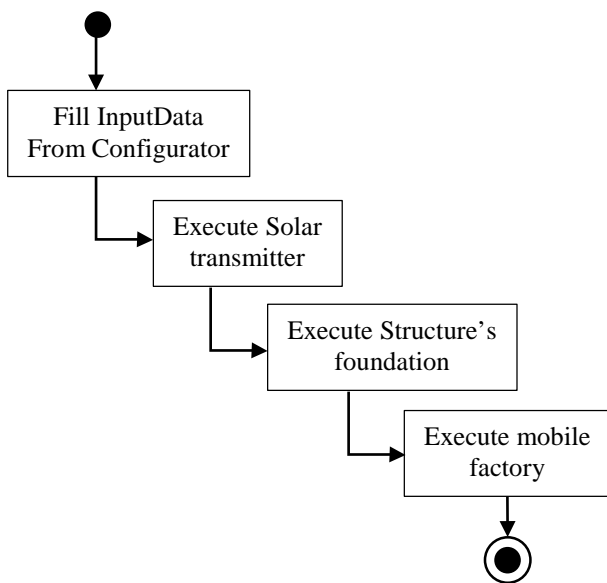 Fill InputData
From Configurator
Execute Solar
transmitter
Execute Structure’s
foundation
Execute mobile
factory